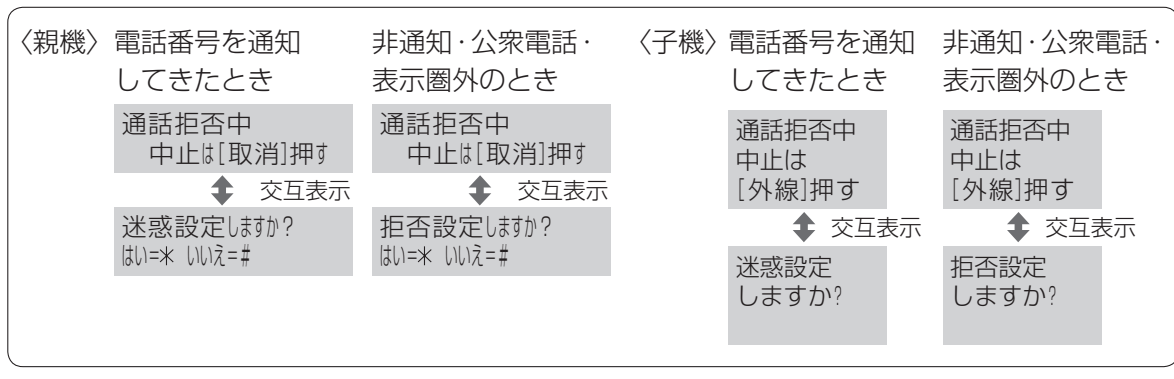 〈親機〉電話番号を通知
してきたとき
通話拒否中
中止は[取消]押す
交互表示
迷惑設定しますか?
はい=* いいえ=#
非通知・公衆電話・
表示圏外のとき
通話拒否中
中止は[取消]押す
交互表示
拒否設定しますか?
はい=* いいえ=#
〈子機〉電話番号を通知
してきたとき
通話拒否中
中止は
[外線]押す
交互表示
迷惑設定
しますか?
非通知・公衆電話・
表示圏外のとき
通話拒否中
中止は
[外線]押す
交互表示
拒否設定
しますか?